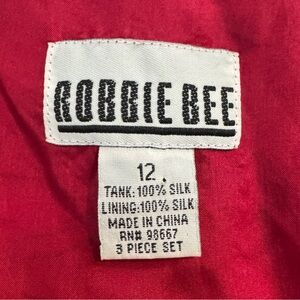 ROBBIE BEE
12
TANK: 100% SILK
LINING: 100% SILK
MADE IN CHINA
RN# 98667
3 PIECE SET